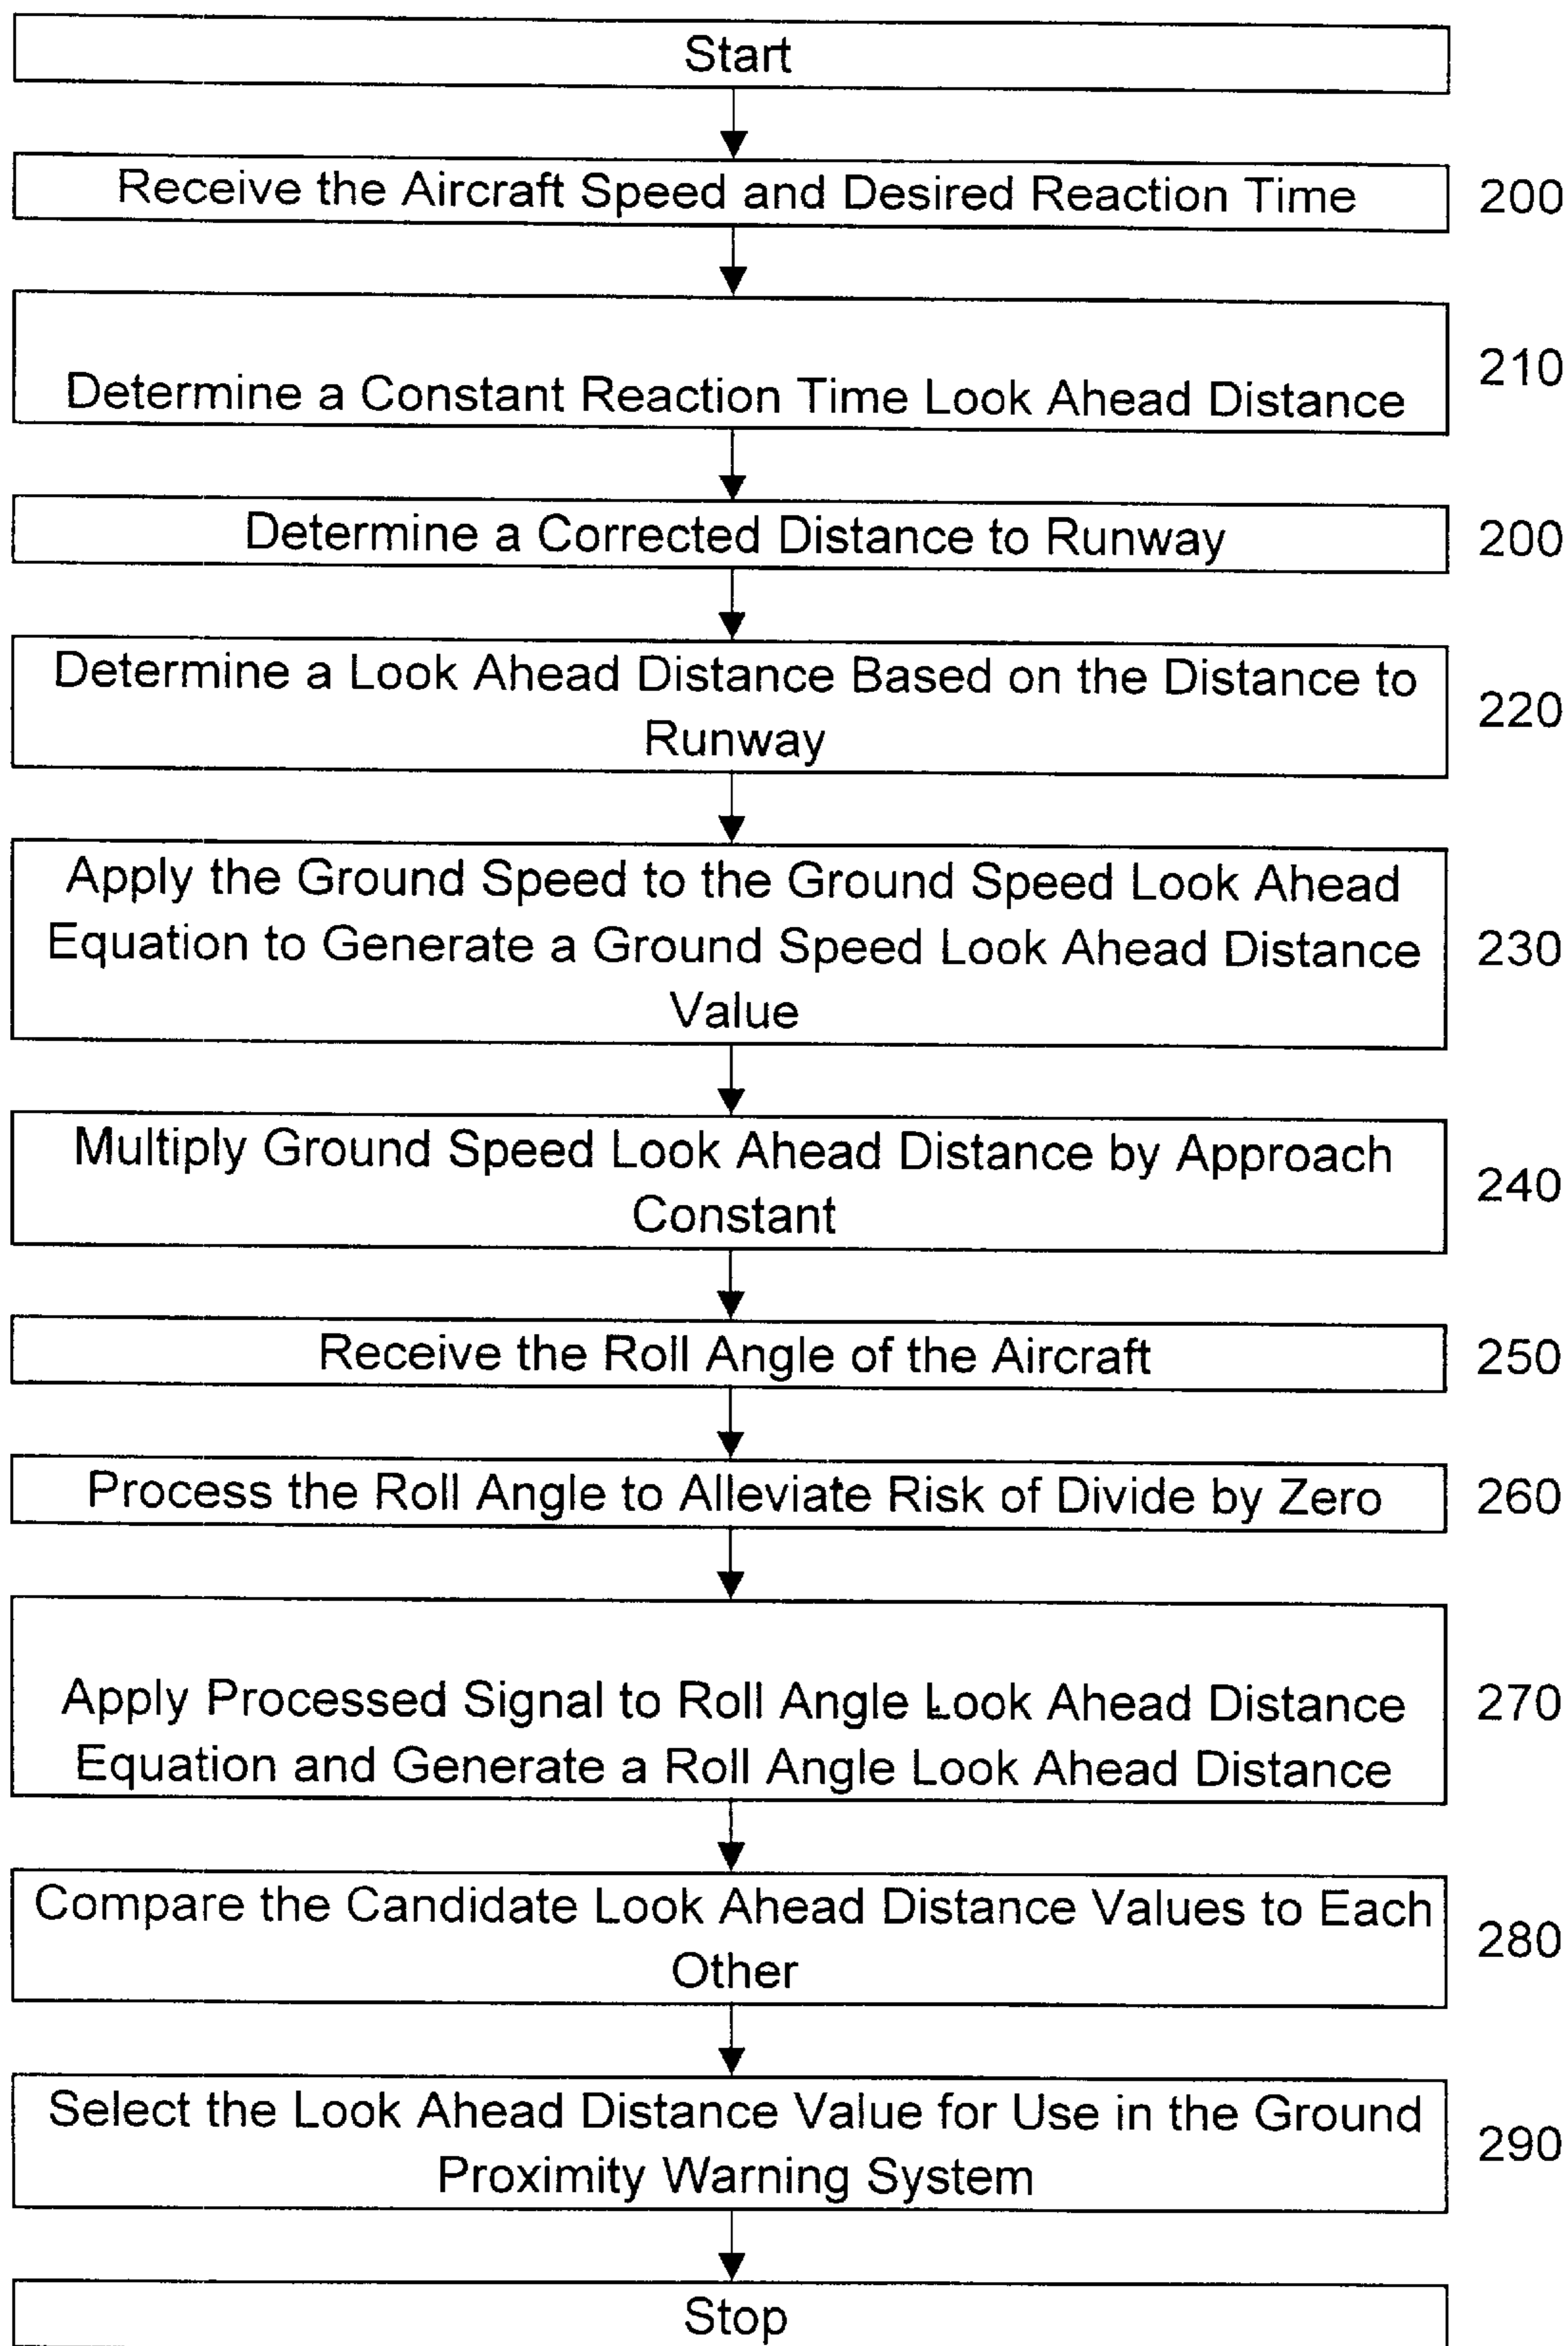 Start
Receive the Aircraft Speed and Desired Reaction Time
200
Determine a Constant Reaction Time Look Ahead Distance
210
Determine a Corrected Distance to Runway
200
Determine a Look Ahead Distance Based on the Distance to
Runway
220
Apply the Ground Speed to the Ground Speed Look Ahead
Equation to Generate a Ground Speed Look Ahead Distance
Value
230
Multiply Ground Speed Look Ahead Distance by Approach
Constant
240
Receive the Roll Angle of the Aircraft
250
Process the Roll Angle to Alleviate Risk of Divide by Zero
260
Apply Processed Signal to Roll Angle Look Ahead Distance
Equation and Generate a Roll Angle Look Ahead Distance
270
Compare the Candidate Look Ahead Distance Values to Each
Other
280
Select the Look Ahead Distance Value for Use in the Ground
Proximity Warning System
290
Stop